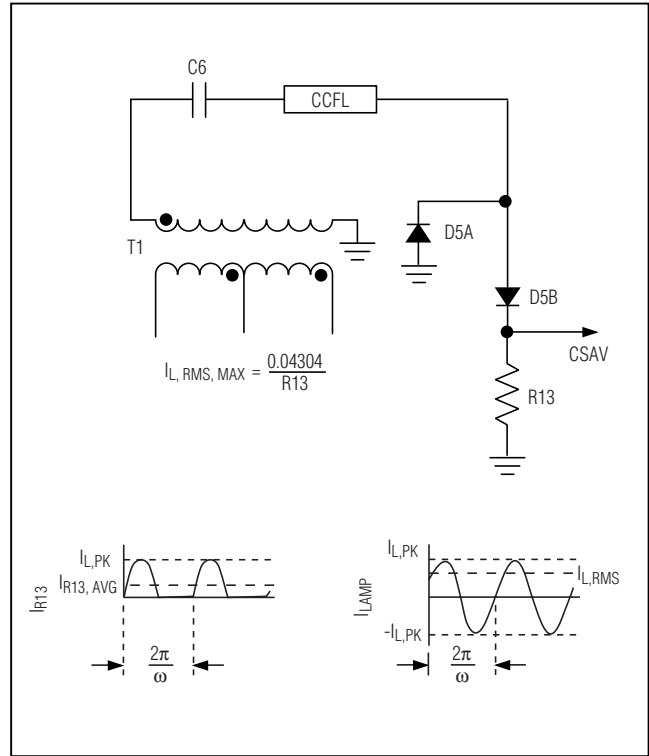 C6
CCFL
D5A
T1
D5B
CSAV
I_L, RMS, MAX = 0.04304 / R13
R13
I_L,PK
I_R13, AVG
I_R13
2π / ω
I_L,PK
I_L,RMS
I_LAMP
-I_L,PK
2π / ω